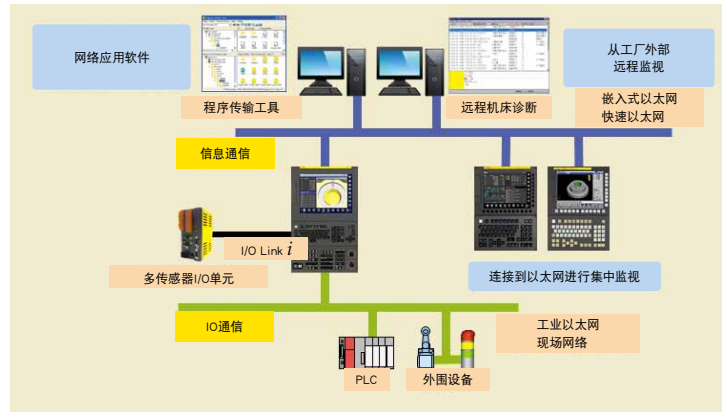 网络应用软件
程序传输工具
远程机床诊断
从工厂外部
远程监视
嵌入式以太网
快速以太网
信息通信
I/O Link i
多传感器I/O单元
连接到以太网进行集中监视
IO通信
工业以太网
现场网络
PLC
外围设备